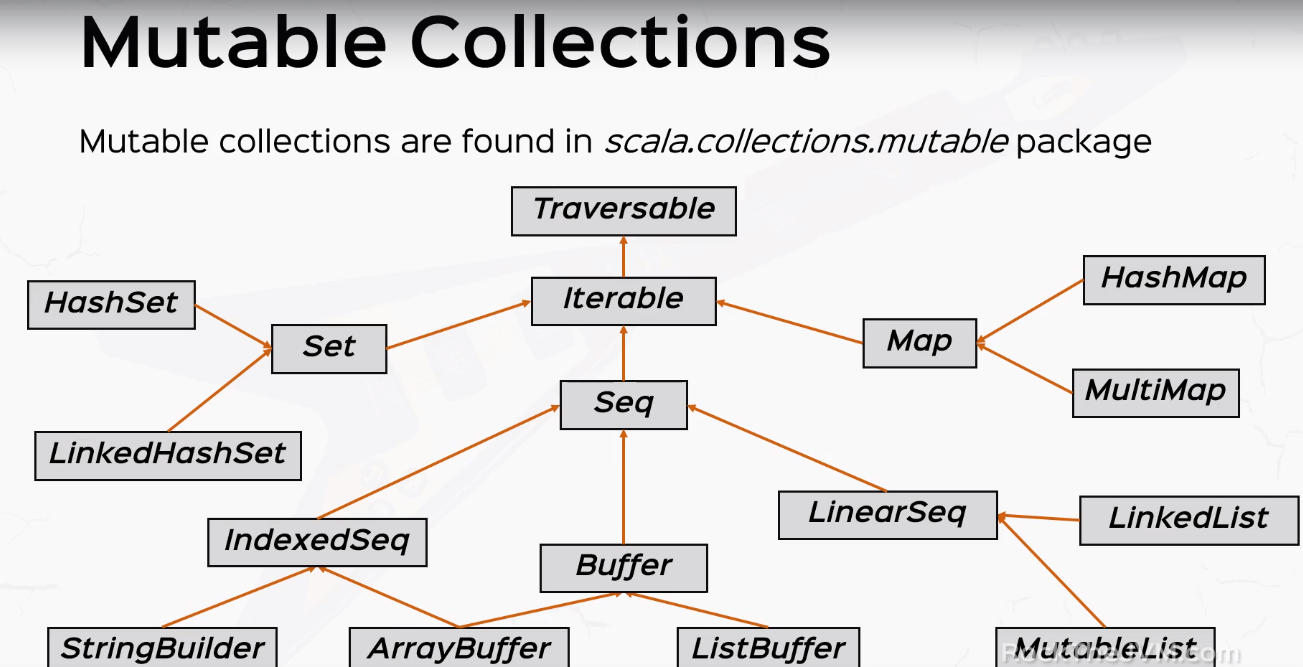 Mutable Collections
Mutable collections are found in scala.collections.mutable package
Traversable
HashSet
Iterable
HashMap
Set
Map
MultiMap
Seq
LinkedHashSet
IndexedSeq
Buffer
LinearSeq
LinkedList
StringBuilder
ArrayBuffer
ListBuffer
MutableList